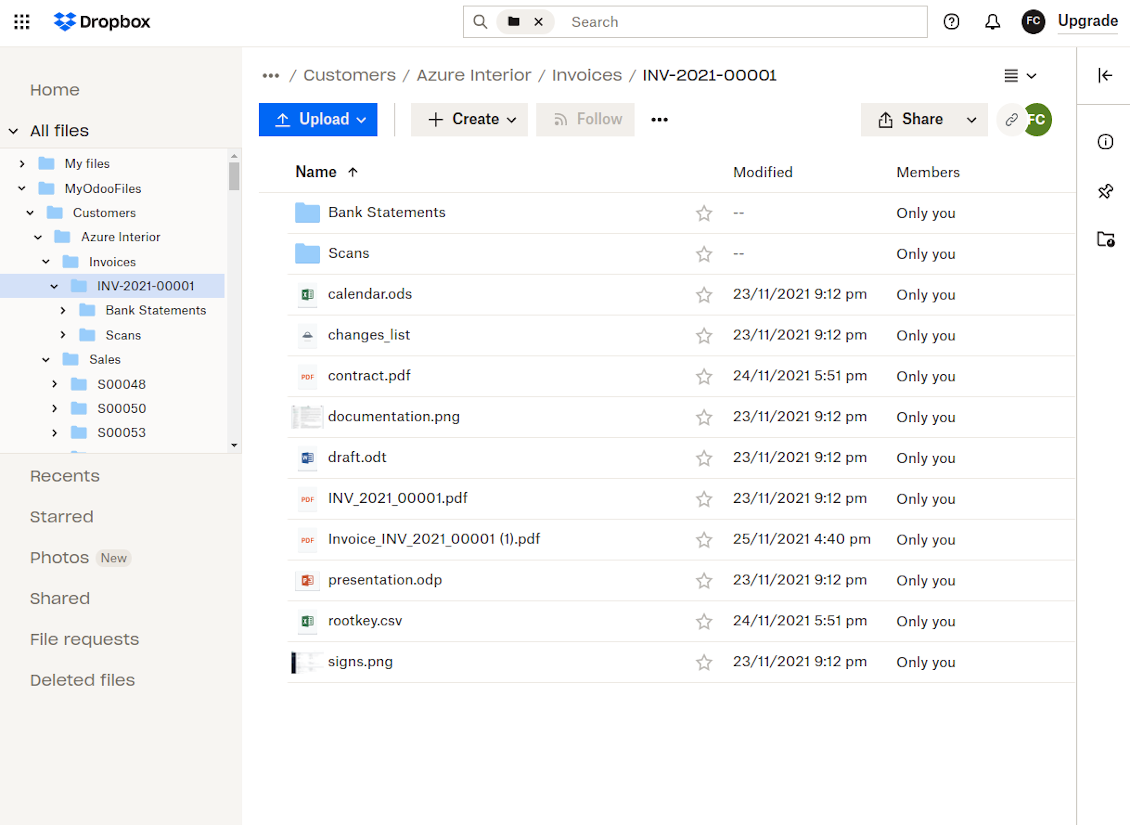 Dropbox
Search
FC
Upgrade
Home
All files
My files
MyOdooFiles
Customers
Azure Interior
Invoices
INV-2021-00001
Bank Statements
Scans
Sales
S00048
S00050
S00053
Recents
Starred
Photos New
Shared
File requests
Deleted files
••• / Customers / Azure Interior / Invoices / INV-2021-00001
Upload
Create
Follow
•••
Share
FC
Name Modified Members
Bank Statements -- Only you
Scans -- Only you
calendar.ods 23/11/2021 9:12 pm Only you
changes_list 23/11/2021 9:12 pm Only you
PDF contract.pdf 24/11/2021 5:51 pm Only you
documentation.png 23/11/2021 9:12 pm Only you
draft.odt 23/11/2021 9:12 pm Only you
PDF INV_2021_00001.pdf 23/11/2021 9:12 pm Only you
PDF Invoice_INV_2021_00001 (1).pdf 25/11/2021 4:40 pm Only you
presentation.odp 23/11/2021 9:12 pm Only you
rootkey.csv 24/11/2021 5:51 pm Only you
signs.png 23/11/2021 9:12 pm Only you